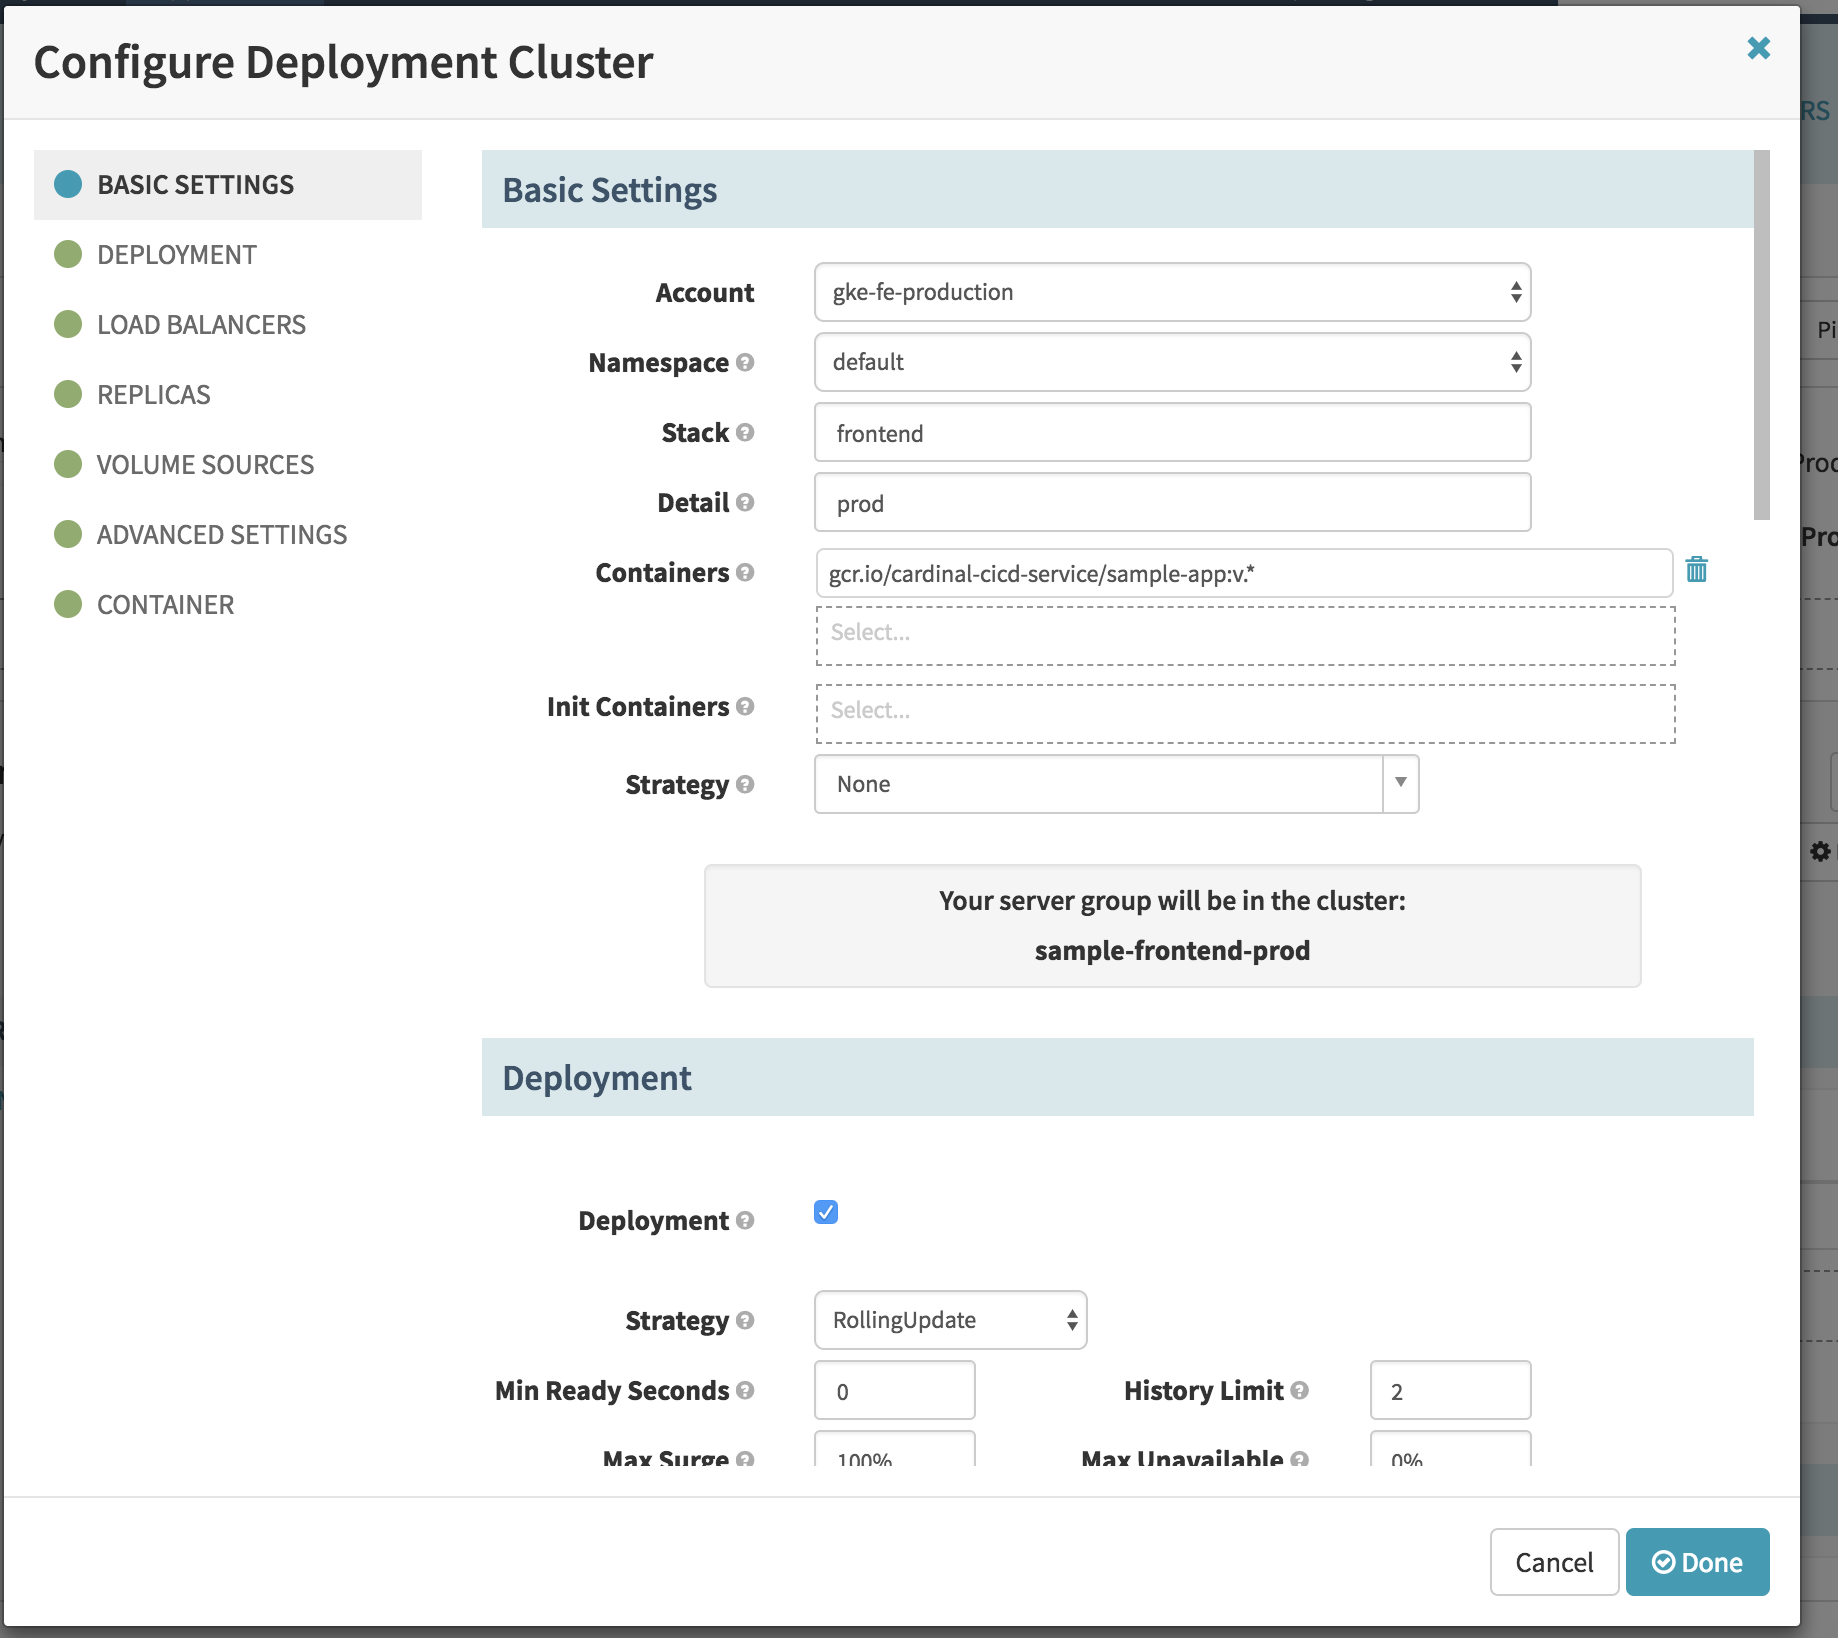 Configure Deployment Cluster
RS
BASIC SETTINGS
DEPLOYMENT
LOAD BALANCERS
REPLICAS
VOLUME SOURCES
ADVANCED SETTINGS
CONTAINER
Basic Settings
Account gke-fe-production
Namespace default
Stack frontend
Detail prod
Containers gcr.io/cardinal-cicd-service/sample-app:v.*
Select...
Init Containers Select...
Strategy None
Your server group will be in the cluster:
sample-frontend-prod
Deployment
Deployment
Strategy RollingUpdate
Min Ready Seconds 0 History Limit 2
Max Surge 100% Max Unavailable 0%
Cancel Done
Pi
Pro